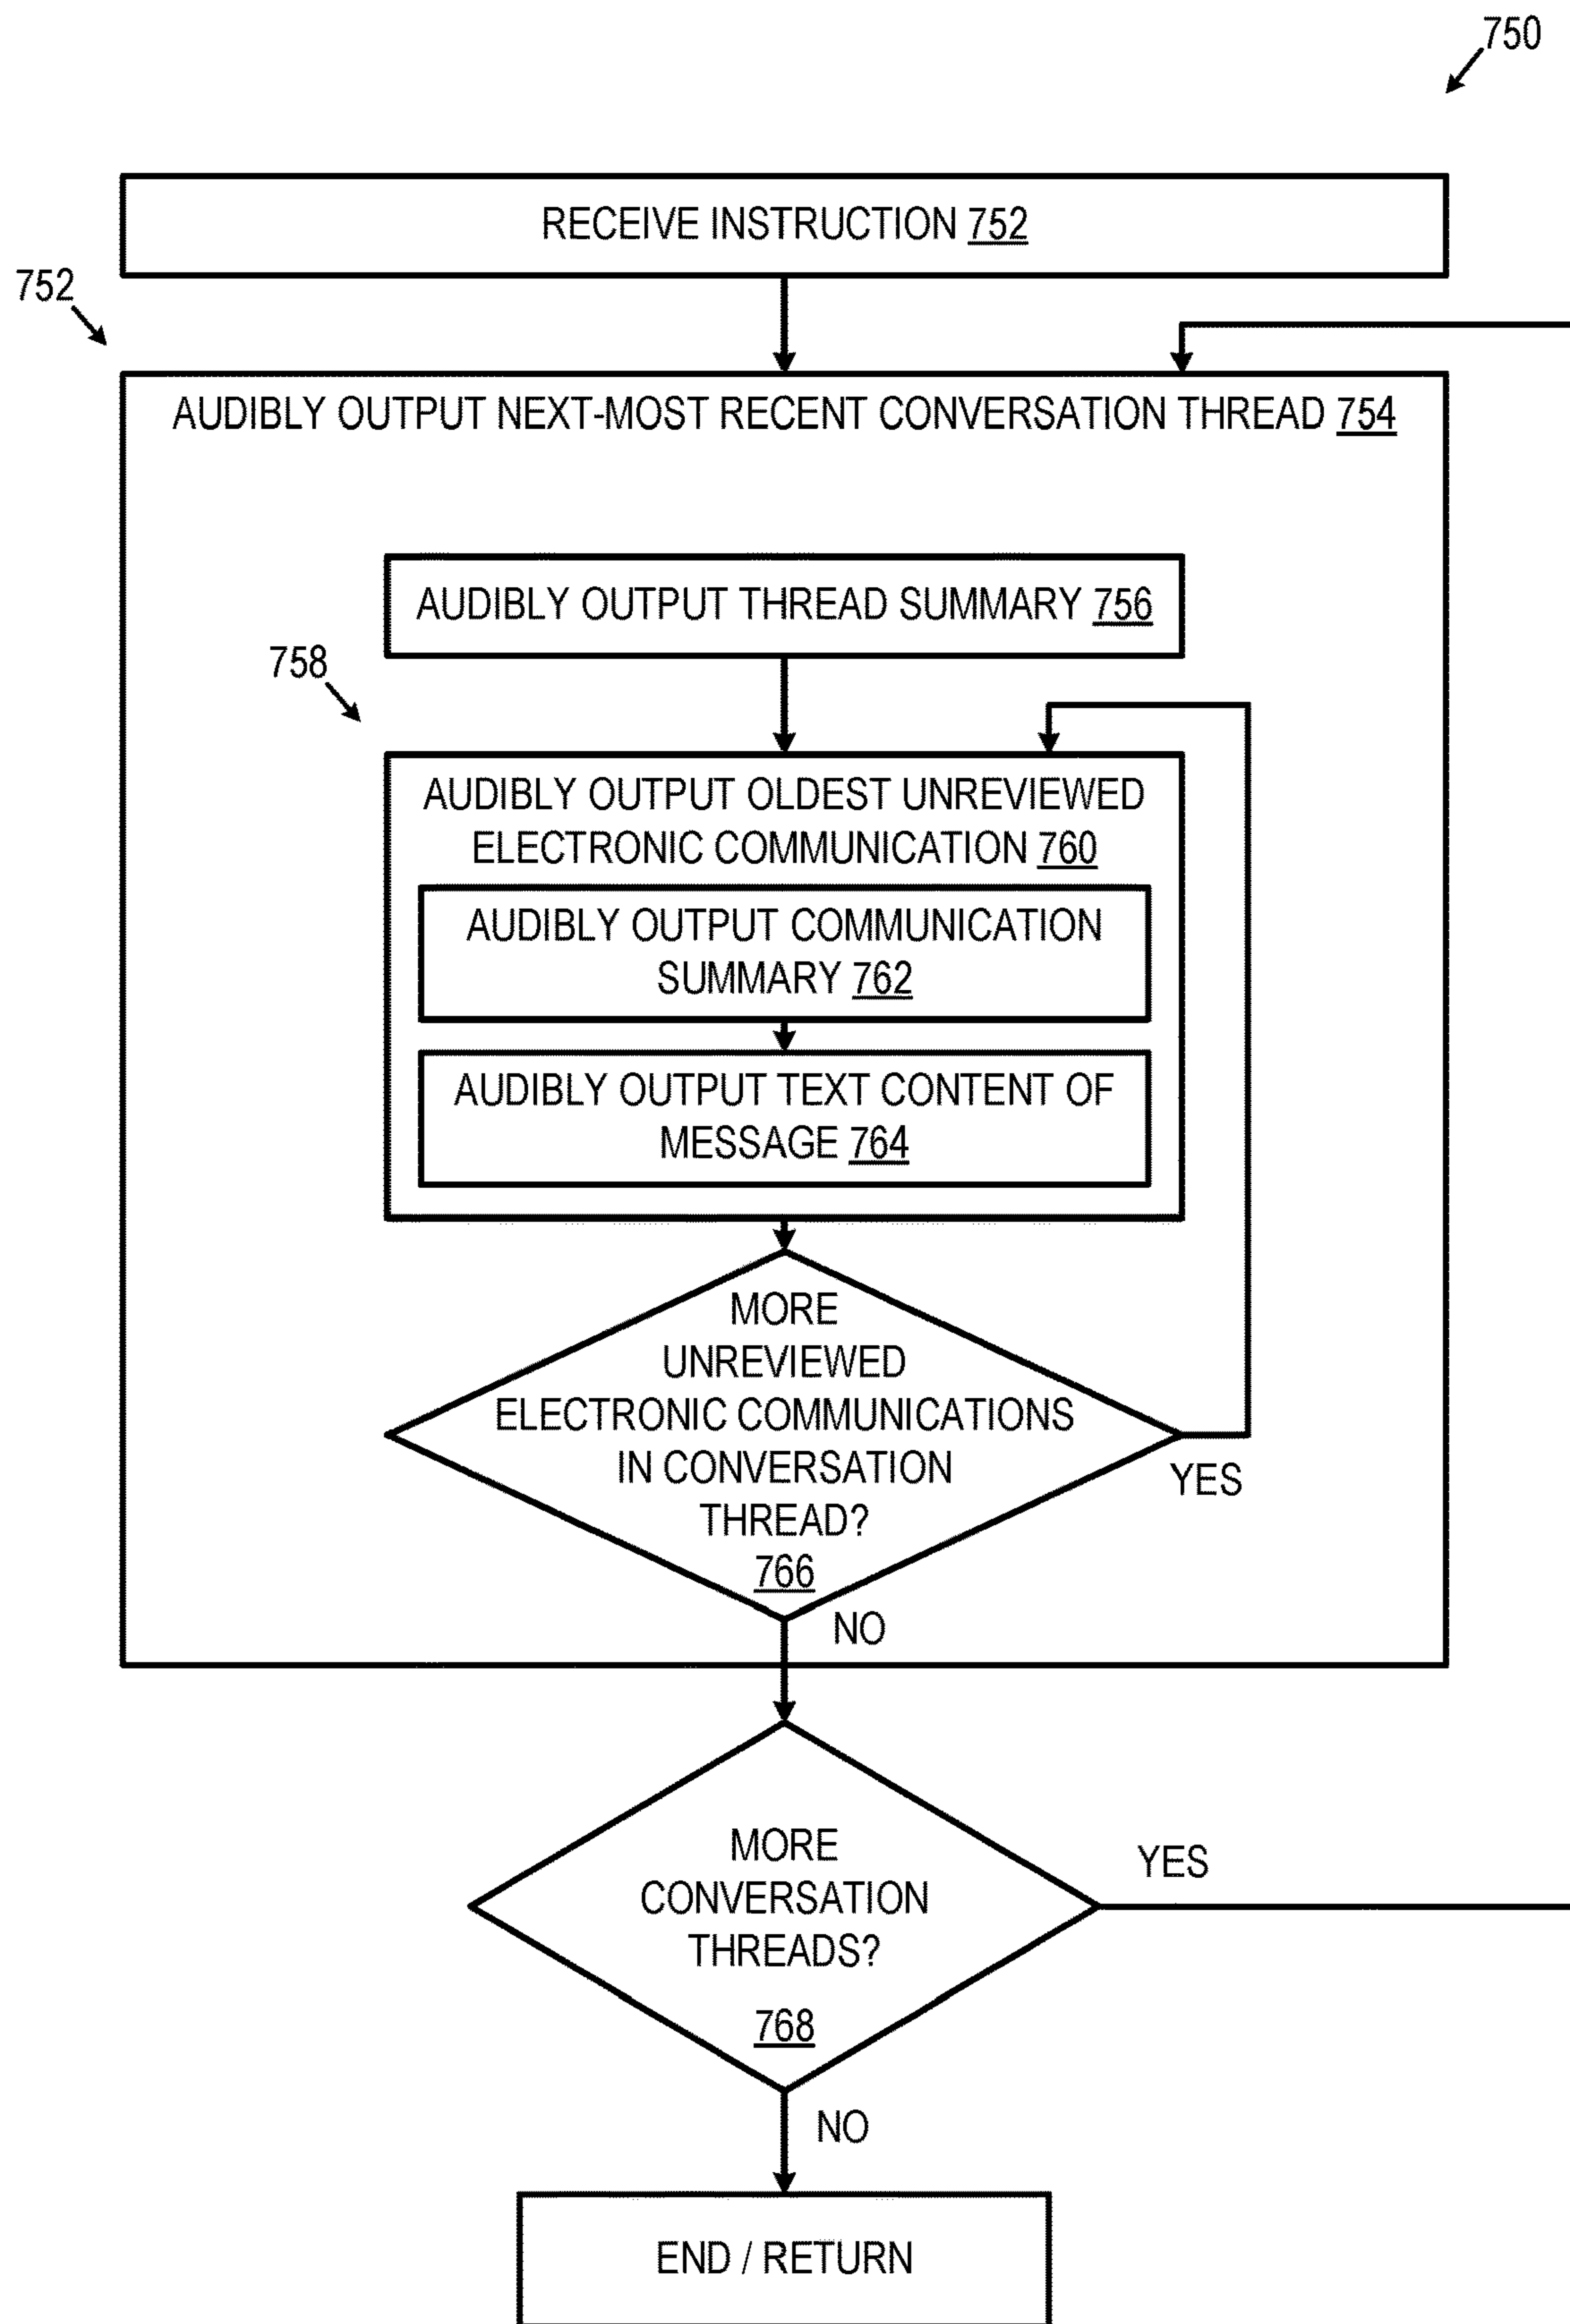 750
RECEIVE INSTRUCTION 752
752
AUDIBLY OUTPUT NEXT-MOST RECENT CONVERSATION THREAD 754
AUDIBLY OUTPUT THREAD SUMMARY 756
758
AUDIBLY OUTPUT OLDEST UNREVIEWED
ELECTRONIC COMMUNICATION 760
AUDIBLY OUTPUT COMMUNICATION
SUMMARY 762
AUDIBLY OUTPUT TEXT CONTENT OF
MESSAGE 764
MORE
UNREVIEWED
ELECTRONIC COMMUNICATIONS
IN CONVERSATION
THREAD?
766
YES
NO
MORE
CONVERSATION
THREADS?
768
YES
NO
END / RETURN